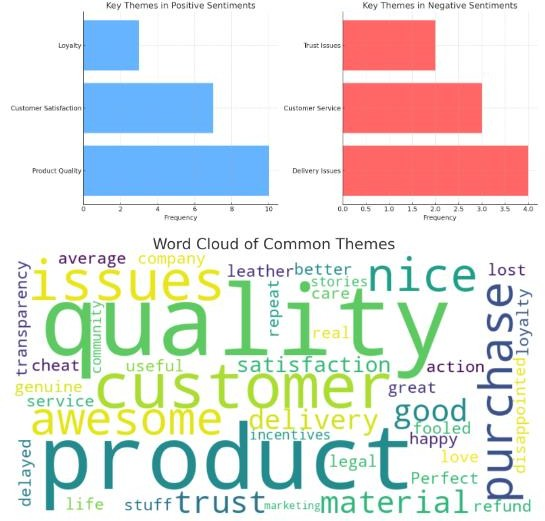 Key Themes in Positive Sentiments
Loyalty
Customer Satisfaction
Product Quality
0 2 4 6 8 10
Frequency
Key Themes in Negative Sentiments
Trust Issues
Customer Service
Delivery Issues
0.0 0.5 1.0 1.5 2.0 2.5 3.0 3.5 4.0
Frequency
Word Cloud of Common Themes
average
company
transparency
issues
leather
better
stories
care
nice
lost
quality
community
repeat
real
purchase
loyalty
cheat
useful
satisfaction
action
genuine
customer
great
service
awesome
delivery
good
fooled
disappointed
incentives
happy
product
delayed
legal
love
Perfect
life
stuff
trust
marketing
material
refund